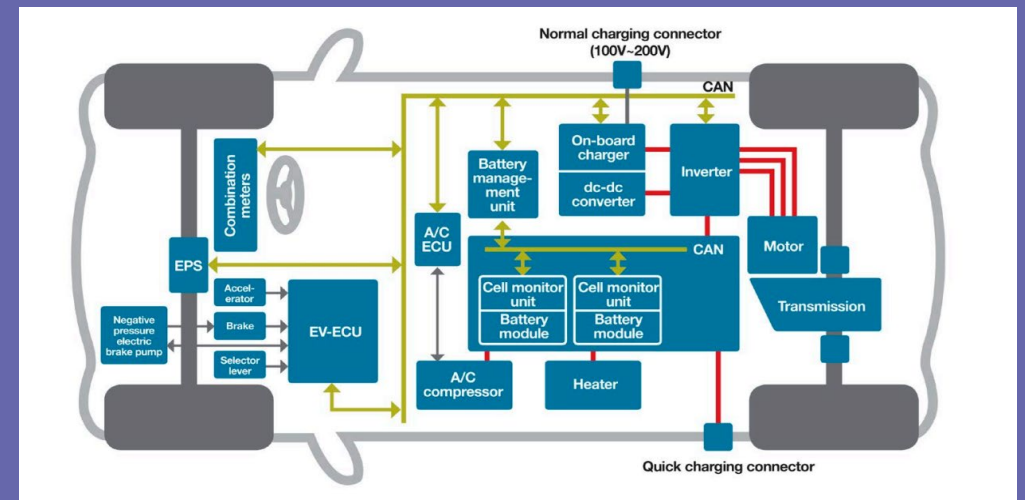 Normal charging connector
(100V~200V)
CAN
Combination
meters
EPS
Accel-
erator
Brake
Selector
lever
Negative
pressure
electric
brake pump
EV-ECU
A/C
ECU
Battery
manage-
ment
unit
On-board
charger
dc-dc
converter
Inverter
CAN
Cell monitor
unit
Battery
module
Cell monitor
unit
Battery
module
Motor
Transmission
A/C
compressor
Heater
Quick charging connector